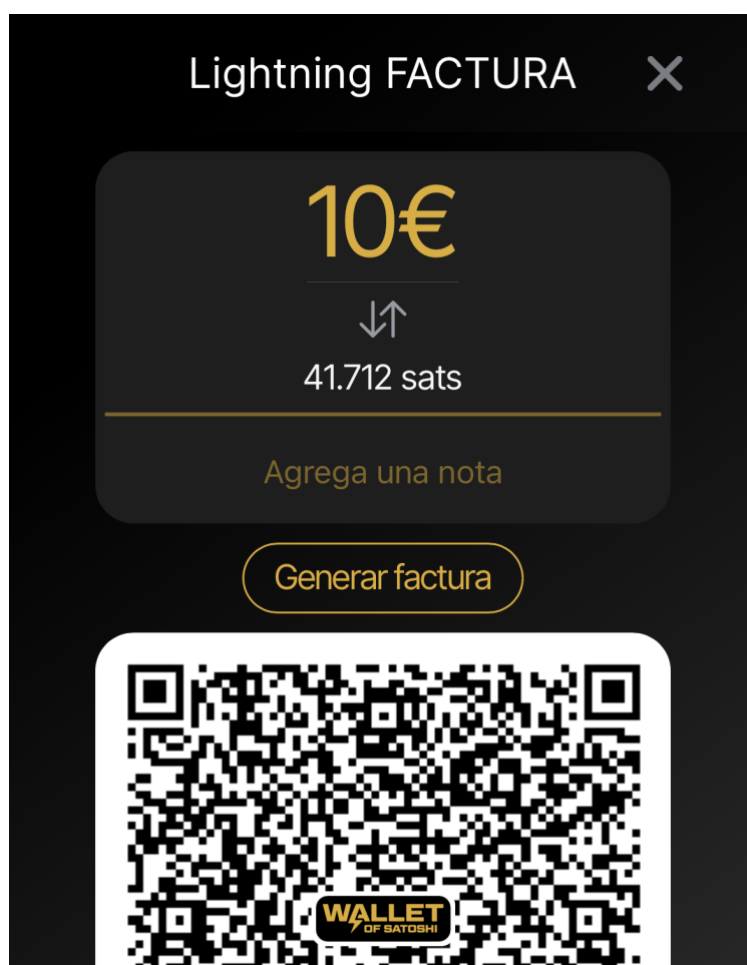 Lightning FACTURA
10€
41.712 sats
Agrega una nota
Generar factura
WALLET
OF SATOSHI